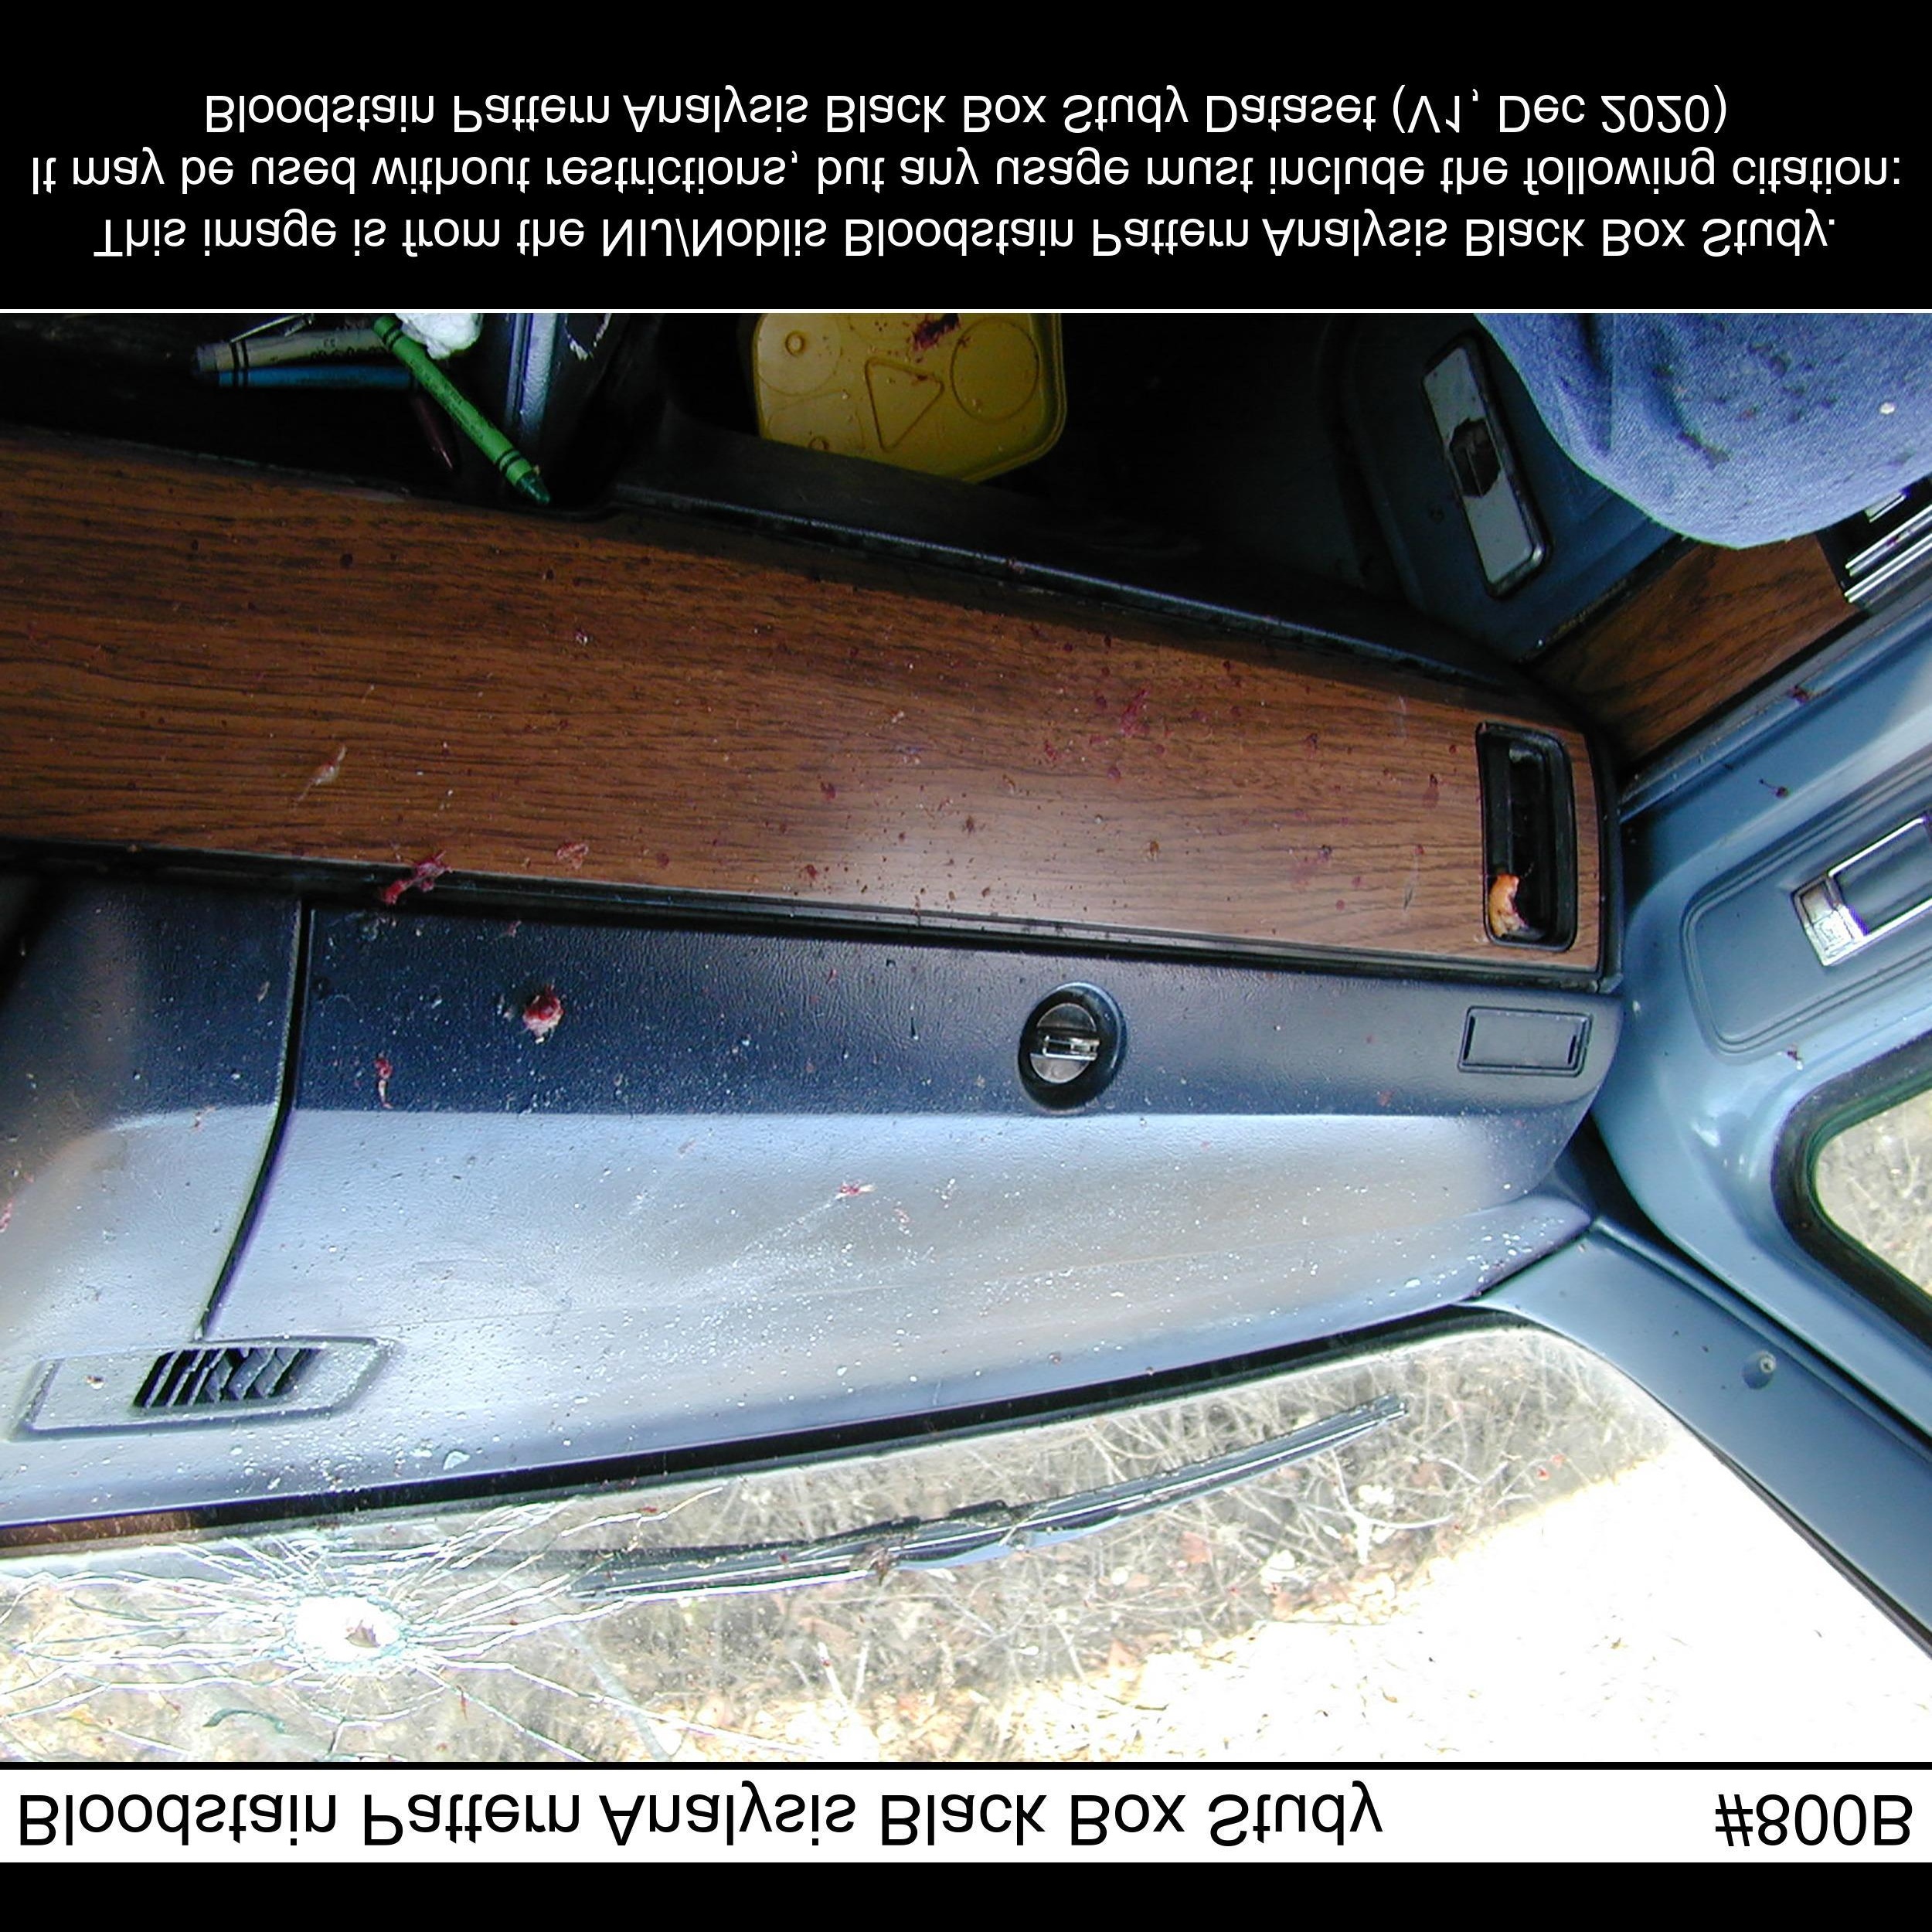 Bloodstain Pattern Analysis Black Box Study #800B
This image is from the NIJ/Noblis Bloodstain Pattern Analysis Black Box Study.
It may be used without restrictions, but any usage must include the following citation:
Bloodstain Pattern Analysis Black Box Study Dataset (V1, Dec 2020)